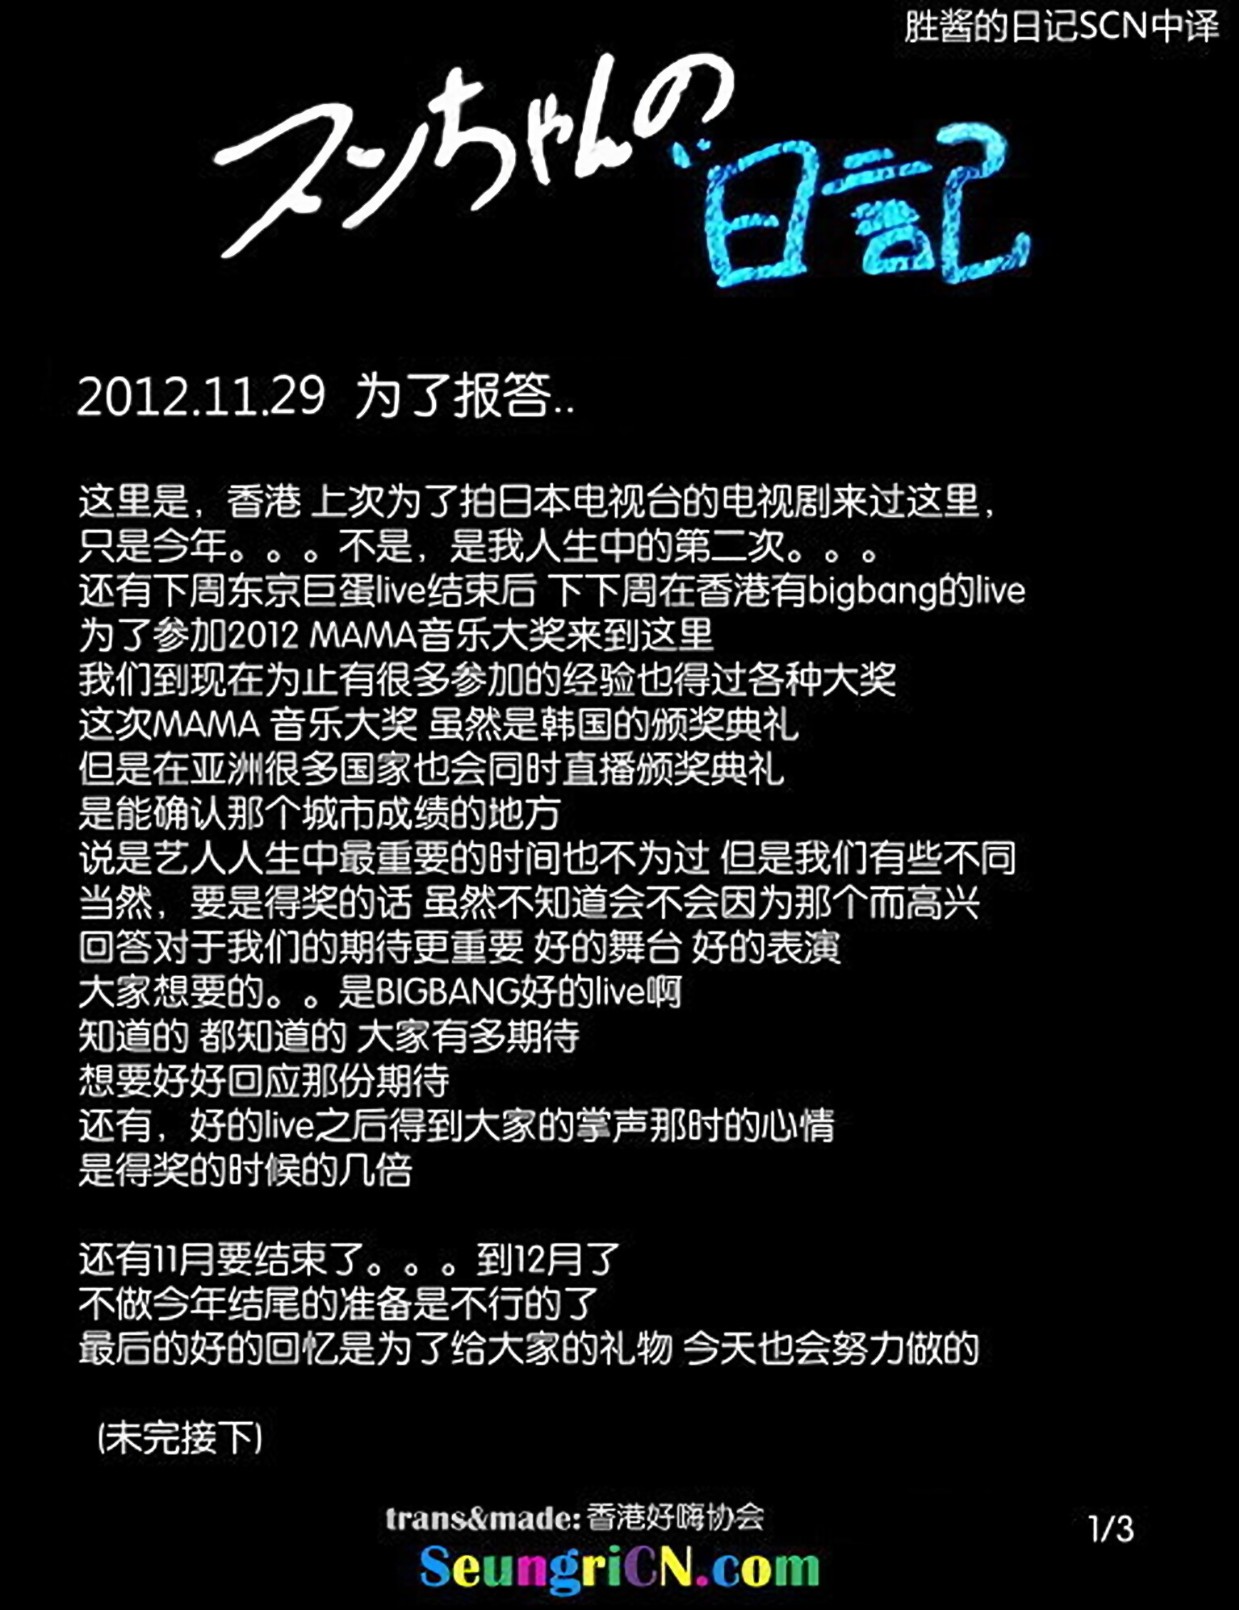 胜酱的日记SCN中译
スンちゃんの
日記
2012.11.29 为了报答..
这里是，香港 上次为了拍日本电视台的电视剧来过这里，
只是今年。。。不是，是我人生中的第二次。。。
还有下周东京巨蛋live结束后 下下周在香港有bigbang的live
为了参加2012 MAMA音乐大奖来到这里
我们到现在为止有很多参加的经验也得过各种大奖
这次MAMA 音乐大奖 虽然是韩国的颁奖典礼
但是在亚洲很多国家也会同时直播颁奖典礼
是能确认那个城市成绩的地方
说是艺人人生中最重要的时间也不为过 但是我们有些不同
当然，要是得奖的话 虽然不知道会不会因为那个而高兴
回答对于我们的期待更重要 好的舞台 好的表演
大家想要的。。是BIGBANG好的live啊
知道的 都知道的 大家有多期待
想要好好回应那份期待
还有，好的live之后得到大家的掌声那时的心情
是得奖的时候的几倍
还有11月要结束了。。。到12月了
不做今年结尾的准备是不行的了
最后的好的回忆是为了给大家的礼物 今天也会努力做的
(未完接下)
trans&made: 香港好嗨协会
1/3
SeungriCN.com